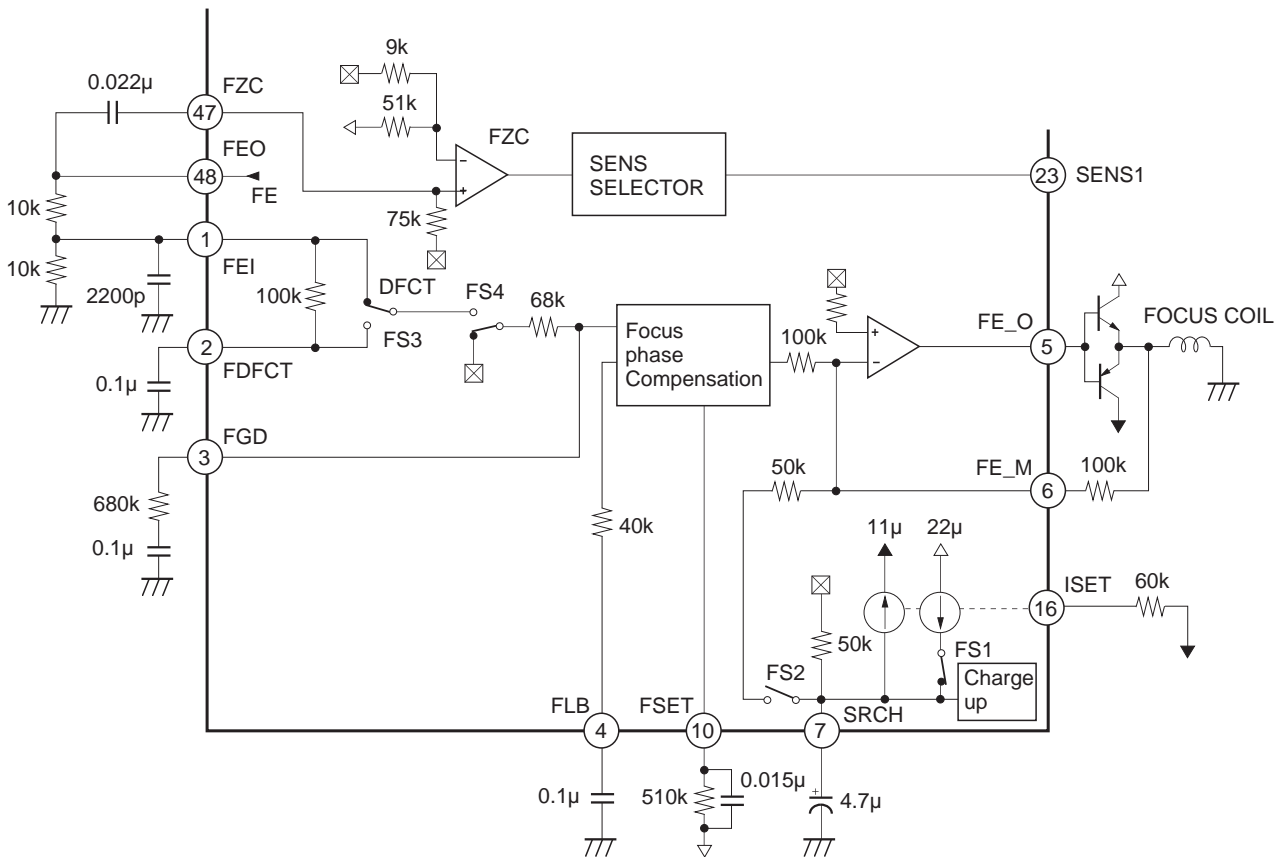 9k
0.022µ
FZC
47
51k
FZC
FEO
48
FE
SENS
SELECTOR
23
SENS1
10k
75k
1
FEI
10k
2200p
100k
DFCT
FS4
68k
FS3
2
FDFCT
0.1µ
Focus
phase
Compensation
100k
FE_O
5
FOCUS COIL
FGD
3
680k
0.1µ
50k
FE_M
6
100k
40k
11µ
22µ
ISET
16
60k
50k
FS1
FS2
Charge
up
FLB
4
FSET
10
SRCH
7
0.1µ
510k
0.015µ
+
4.7µ